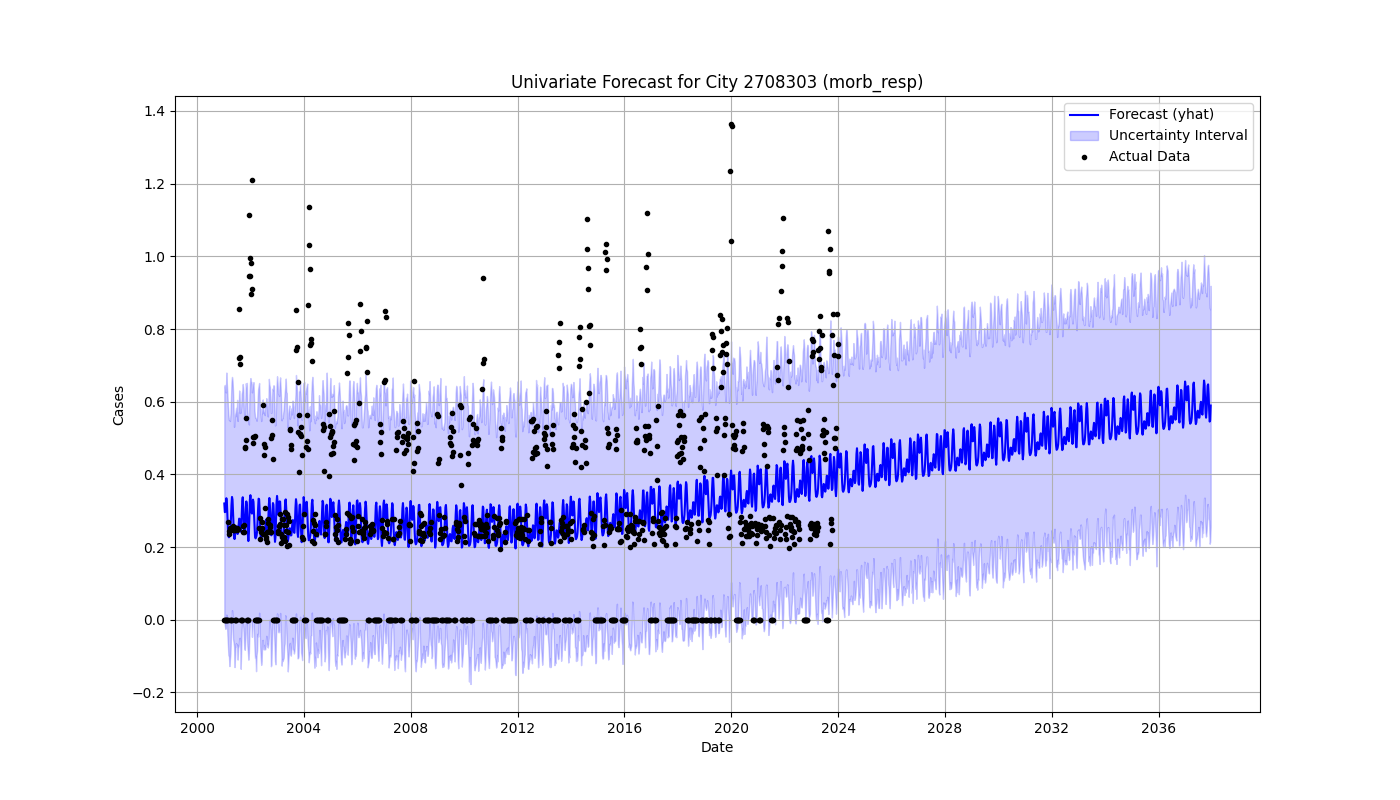 Univariate Forecast for City 2708303 (morb_resp)
Forecast (yhat)
Uncertainty Interval
Actual Data
Cases
1.4
1.2
1.0
0.8
0.6
0.4
0.2
0.0
−0.2
2000 2004 2008 2012 2016 2020 2024 2028 2032 2036
Date